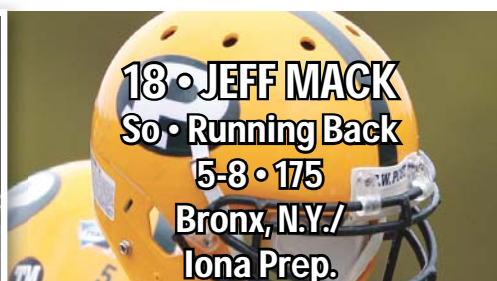 18 • JEFF MACK
So • Running Back
5-8 • 175
Bronx, N.Y./
Iona Prep.